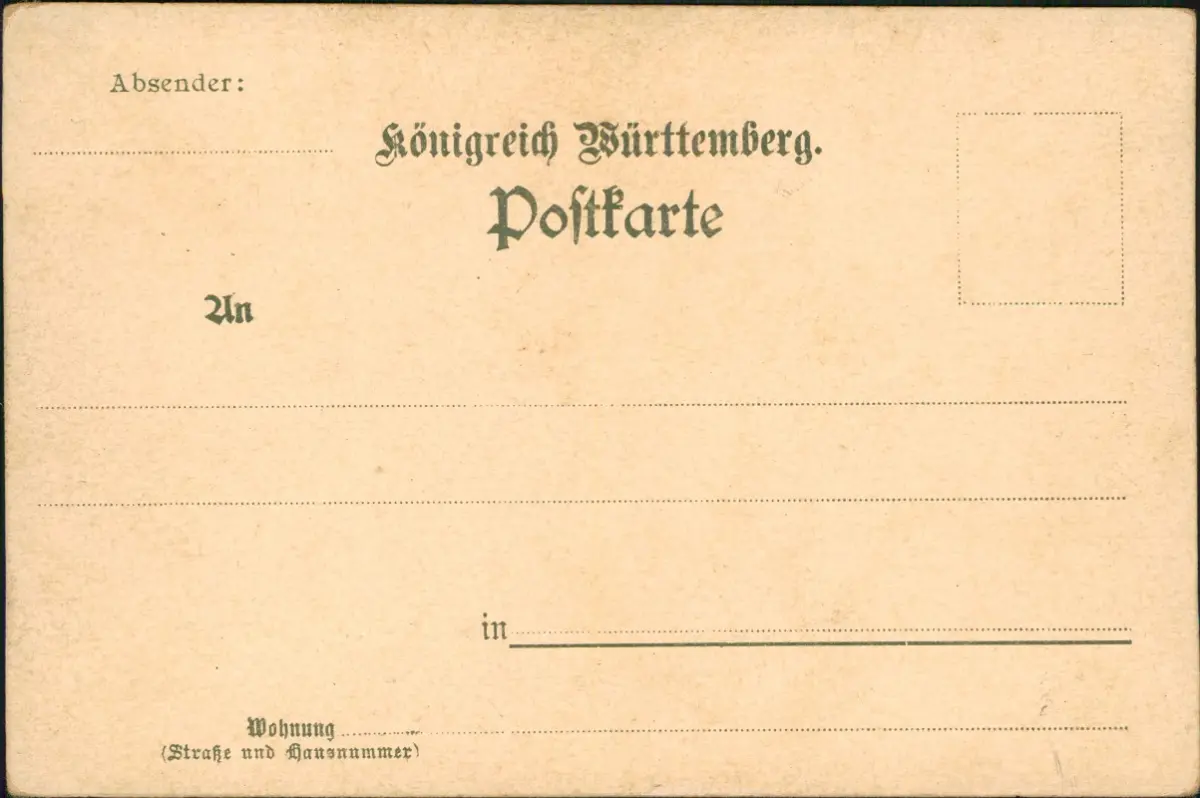 Absender:
Königreich Württemberg.
Postkarte
An
in
Wohnung
(Straße und Hausnummer)